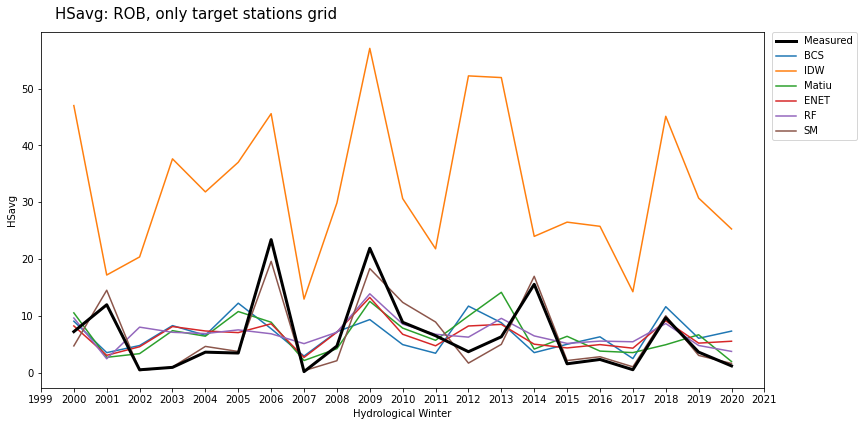 HSavg: ROB, only target stations grid
Measured
BCS
IDW
Matiu
ENET
RF
SM
HSavg
60
50
40
30
20
10
0
1999 2000 2001 2002 2003 2004 2005 2006 2007 2008 2009 2010 2011 2012 2013 2014 2015 2016 2017 2018 2019 2020 2021
Hydrological Winter